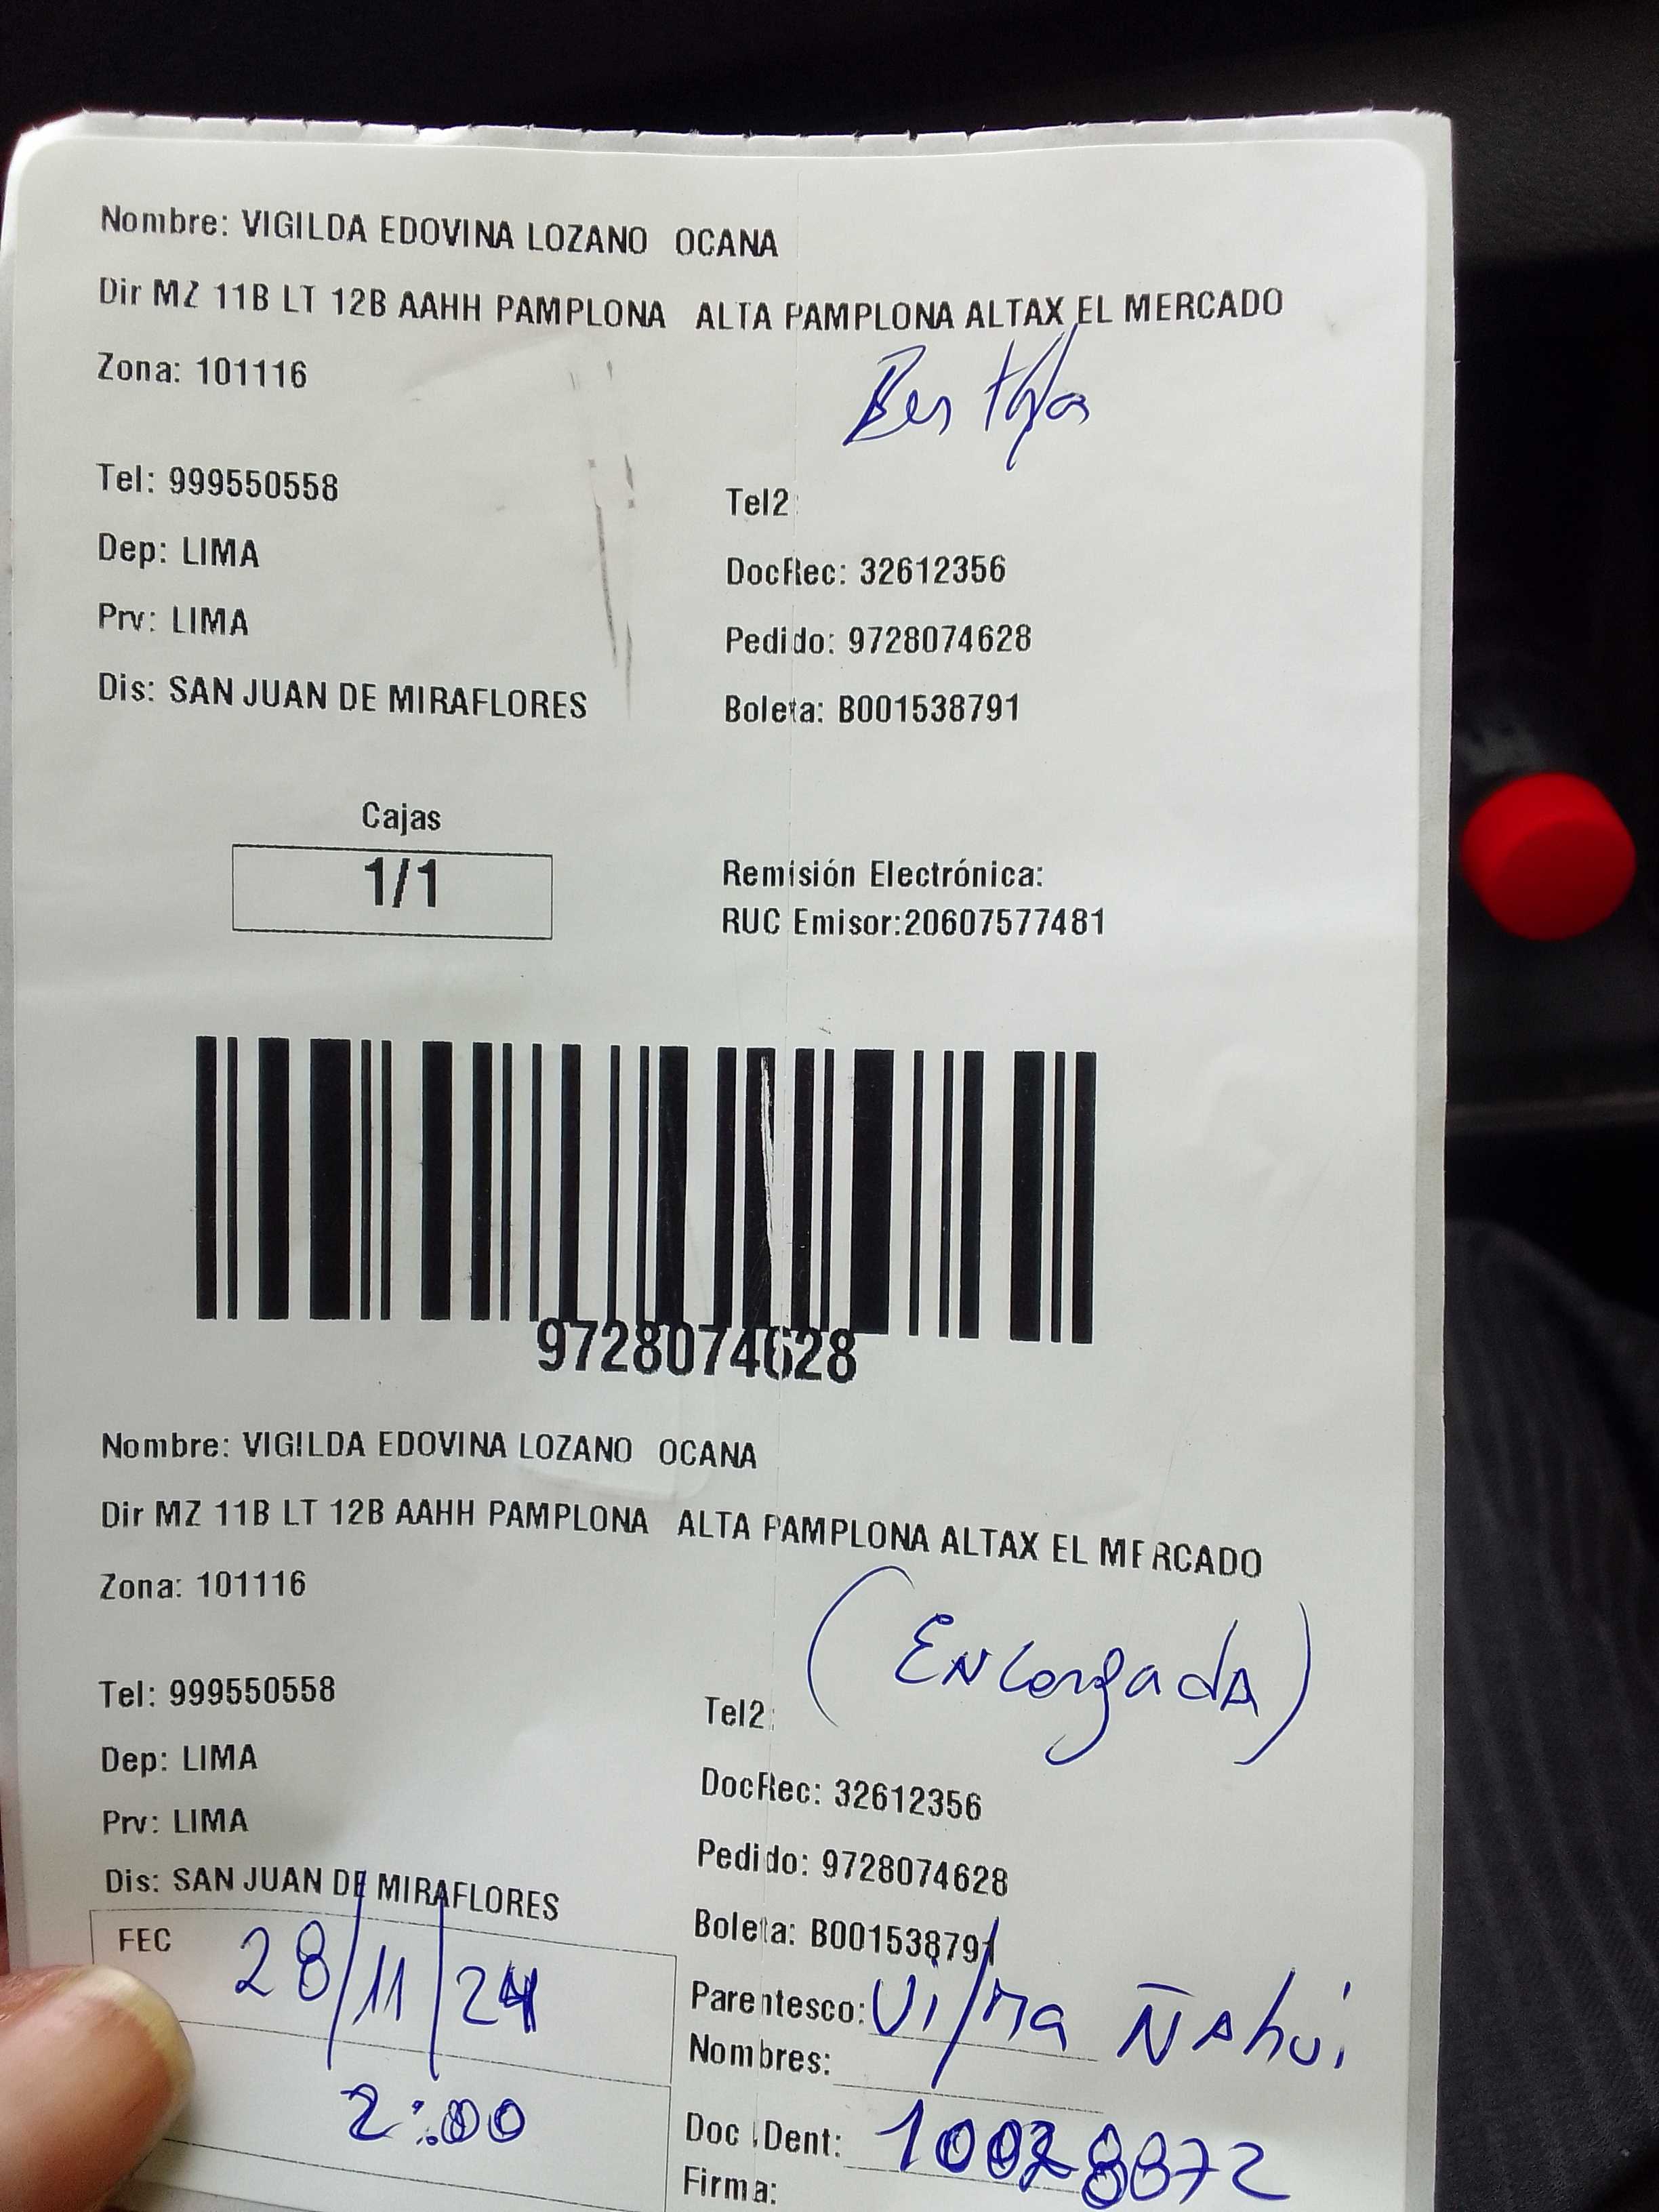 Nombre: VIGILDA EDOVINA LOZANO OCANA
Dir MZ 11B LT 12B AAHH PAMPLONA ALTA PAMPLONA ALTAX EL MERCADO
Zona: 101116
Bertha
Tel: 999550558
Tel2:
Dep: LIMA
DocRec: 32612356
Prv: LIMA
Pedido: 9728074628
Dis: SAN JUAN DE MIRAFLORES
Boleta: B001538791
Cajas
1/1
Remisión Electrónica:
RUC Emisor:20607577481
9728074628
Nombre: VIGILDA EDOVINA LOZANO OCANA
Dir MZ 11B LT 12B AAHH PAMPLONA ALTA PAMPLONA ALTAX EL MERCADO
Zona: 101116
(Encargada)
Tel: 999550558
Tel2:
Dep: LIMA
DocRec: 32612356
Prv: LIMA
Pedido: 9728074628
Dis: SAN JUAN DE MIRAFLORES
Boleta: B001538791
FEC 28/11/24
Parentesco: Vilma Ñahui
Nombres:
2:00
Doc.Dent:
Firma: